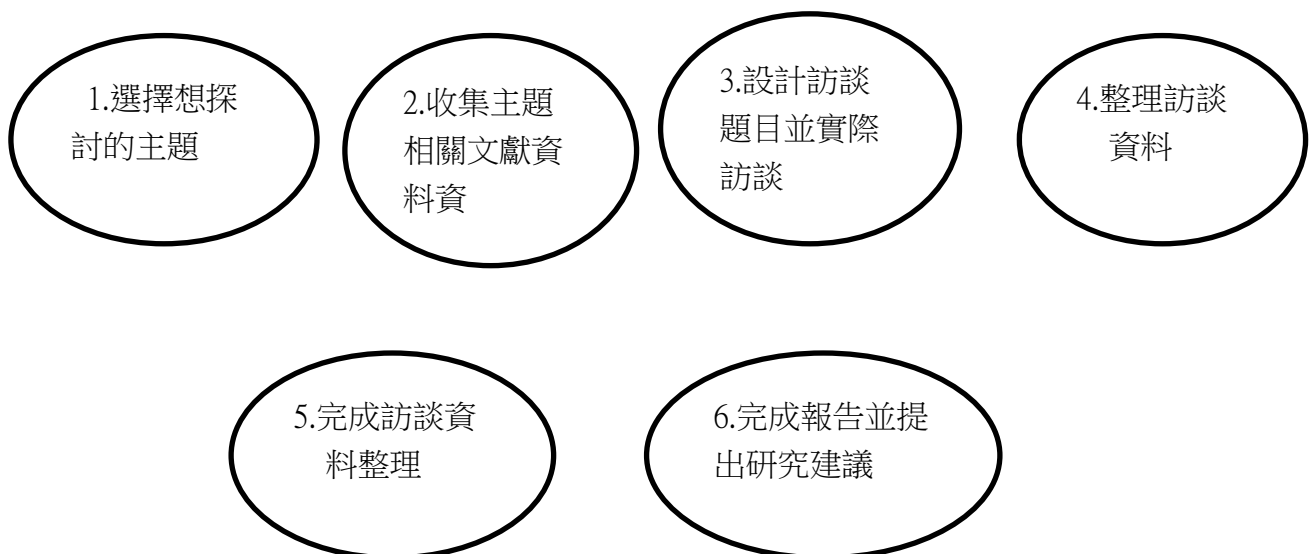 1.選擇想探
討的主題
2.收集主題
相關文獻資
料資
3.設計訪談
題目並實際
訪談
4.整理訪談
資料
5.完成訪談資
料整理
6.完成報告並提
出研究建議